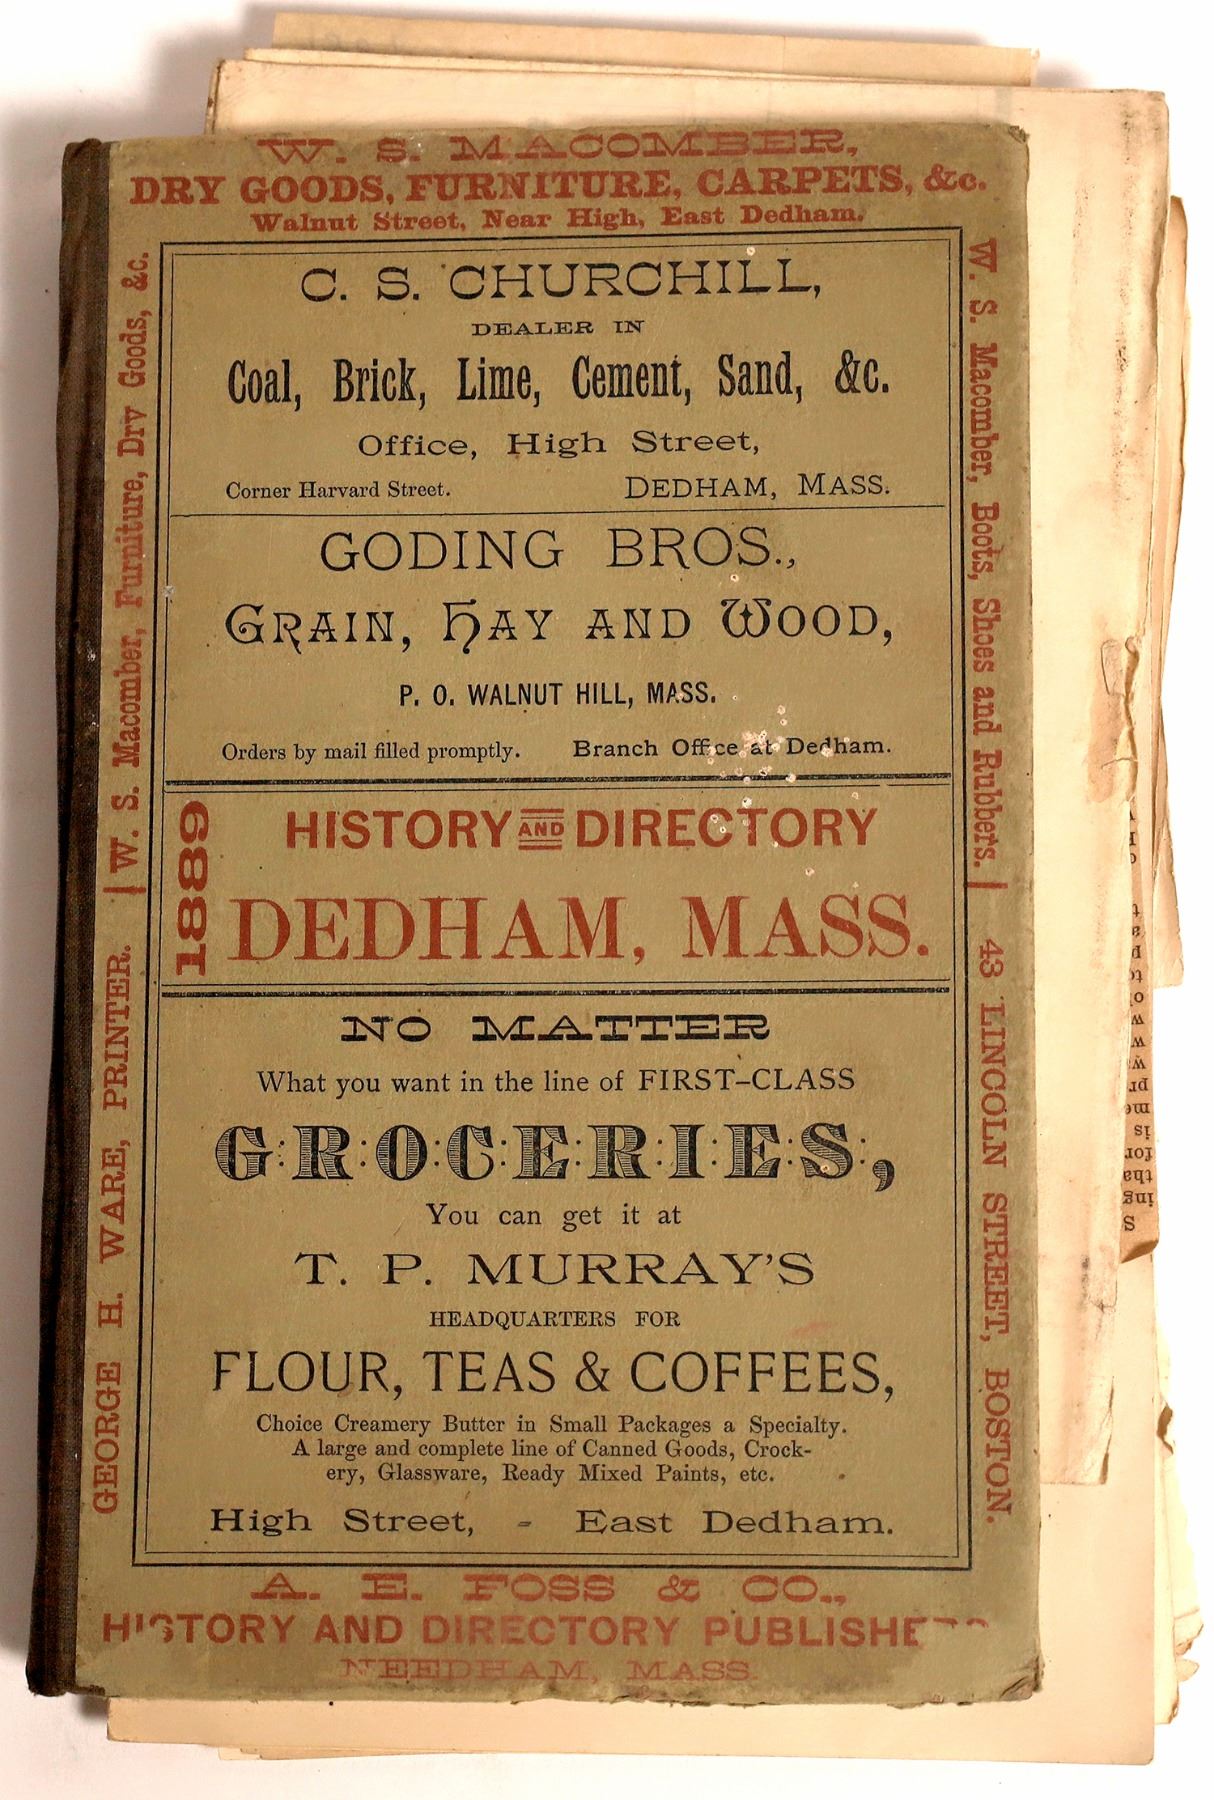 W. S. MACOMBER,
DRY GOODS, FURNITURE, CARPETS, &c.
Walnut Street, Near High, East Dedham.
C. S. CHURCHILL,
DEALER IN
Coal, Brick, Lime, Cement, Sand, &c.
Office, High Street,
Corner Harvard Street. DEDHAM, MASS.
GODING BROS.,
GRAIN, HAY AND WOOD,
P. O. WALNUT HILL, MASS.
Orders by mail filled promptly. Branch Office at Dedham.
1889
HISTORY AND DIRECTORY
DEDHAM, MASS.
NO MATTER
What you want in the line of FIRST-CLASS
G:R:O:C:E:R:I:E:S:,
You can get it at
T. P. MURRAY'S
HEADQUARTERS FOR
FLOUR, TEAS & COFFEES,
Choice Creamery Butter in Small Packages a Specialty.
A large and complete line of Canned Goods, Crock-
ery, Glassware, Ready Mixed Paints, etc.
High Street, - East Dedham.
A. E. FOSS & CO.,
HISTORY AND DIRECTORY PUBLISHERS
NEEDHAM, MASS.
GEORGE H. WARE, PRINTER. | W. S. Macomber, Furniture, Dry Goods, &c.
W. S. Macomber, Boots, Shoes and Rubbers. | 43 LINCOLN STREET, BOSTON.